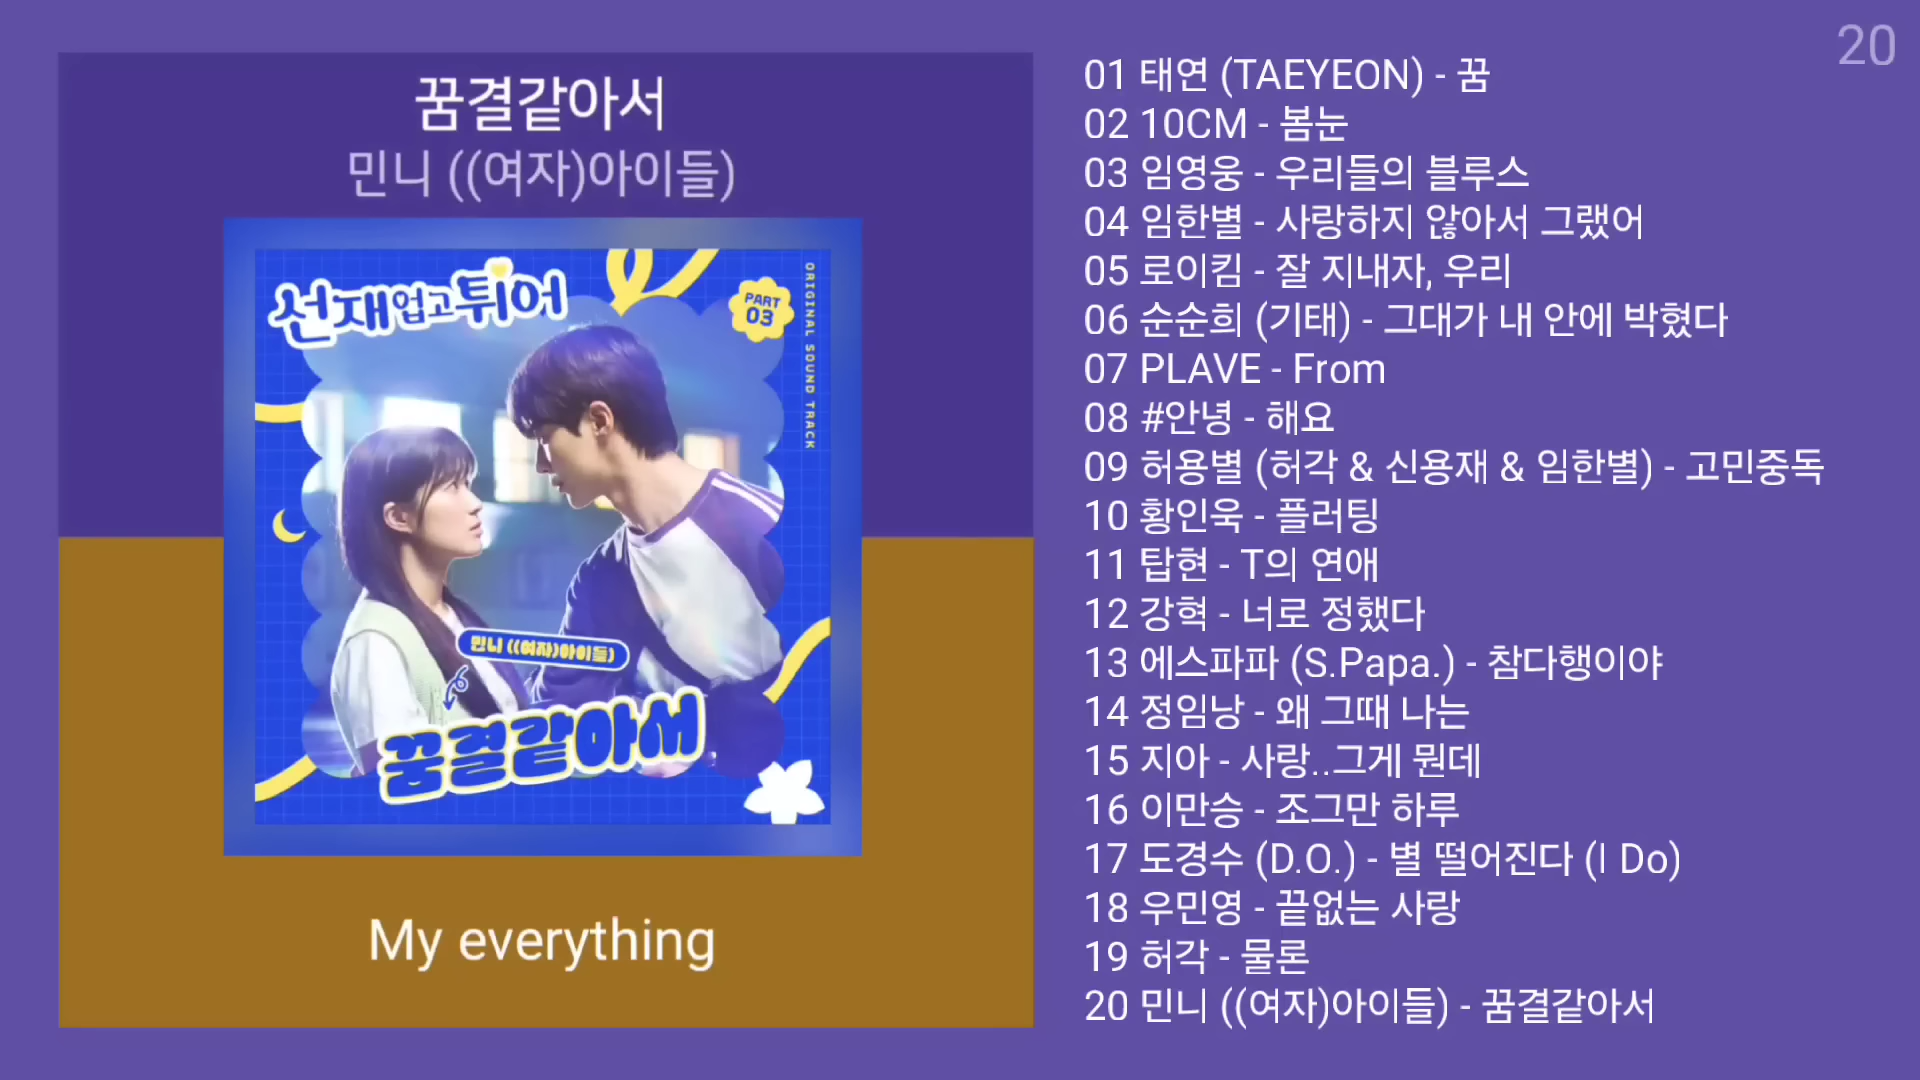 꿈결같아서
민니 ((여자)아이들)
선재업고튀어
PART
03
ORIGINAL SOUND TRACK
민니 ((여자)아이들)
꿈결같아서
My everything
20
01 태연 (TAEYEON) - 꿈
02 10CM - 봄눈
03 임영웅 - 우리들의 블루스
04 임한별 - 사랑하지 않아서 그랬어
05 로이킴 - 잘 지내자, 우리
06 순순희 (기태) - 그대가 내 안에 박혔다
07 PLAVE - From
08 #안녕 - 해요
09 허용별 (허각 & 신용재 & 임한별) - 고민중독
10 황인욱 - 플러팅
11 탑현 - T의 연애
12 강혁 - 너로 정했다
13 에스파파 (S.Papa.) - 참다행이야
14 정임낭 - 왜 그때 나는
15 지아 - 사랑..그게 뭔데
16 이만승 - 조그만 하루
17 도경수 (D.O.) - 별 떨어진다 (I Do)
18 우민영 - 끝없는 사랑
19 허각 - 물론
20 민니 ((여자)아이들) - 꿈결같아서